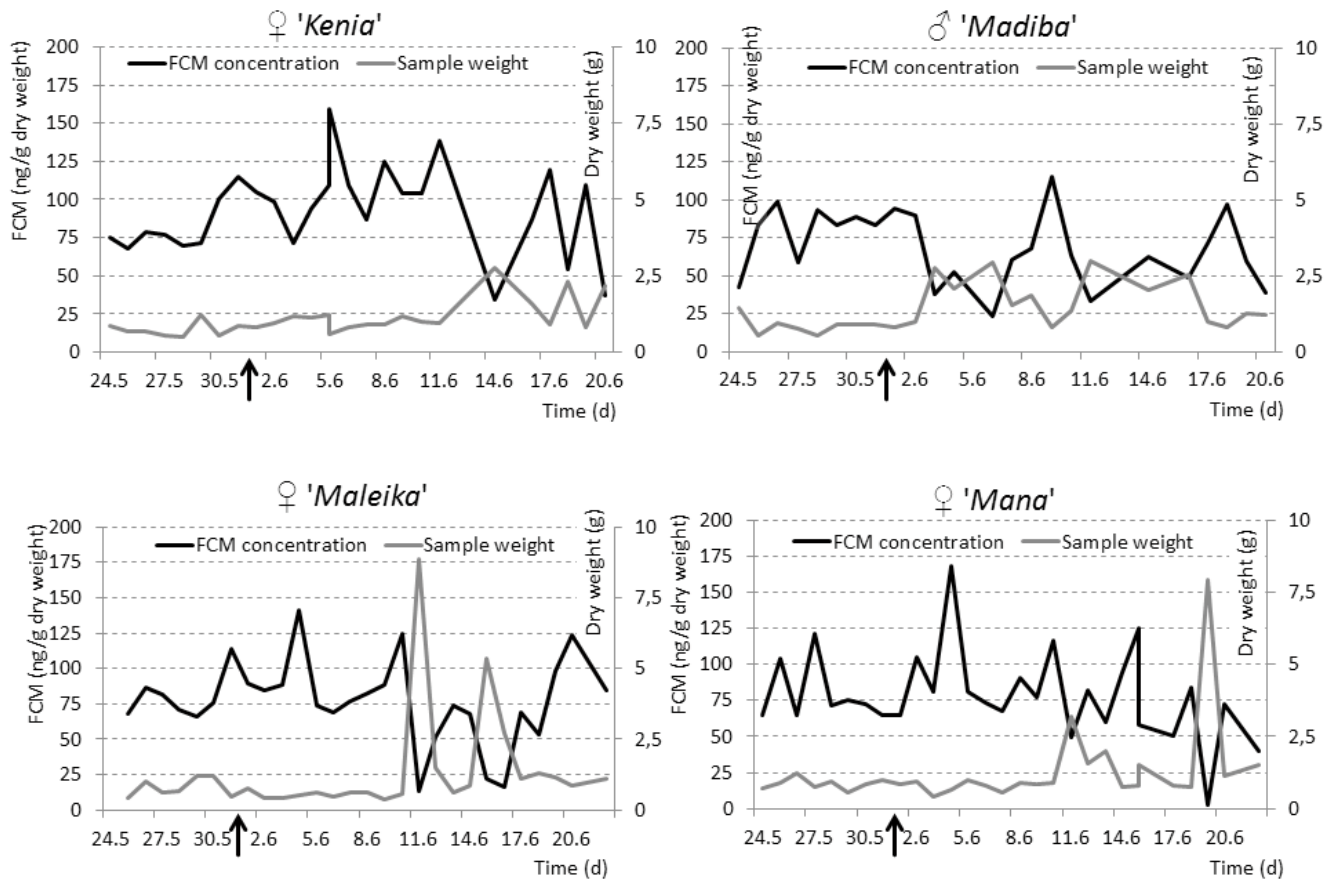 ♀ 'Kenia'
FCM concentration Sample weight
FCM (ng/g dry weight)
200
175
150
125
100
75
50
25
0
Dry weight (g)
10
7,5
5
2,5
0
24.5 27.5 30.5 2.6 5.6 8.6 11.6 14.6 17.6 20.6
Time (d)
♂ 'Madiba'
FCM concentration Sample weight
FCM (ng/g dry weight)
200
175
150
125
100
75
50
25
0
Dry weight (g)
10
7,5
5
2,5
0
24.5 27.5 30.5 2.6 5.6 8.6 11.6 14.6 17.6 20.6
Time (d)
♀ 'Maleika'
FCM concentration Sample weight
FCM (ng/g dry weight)
200
175
150
125
100
75
50
25
0
Dry weight (g)
10
7,5
5
2,5
0
24.5 27.5 30.5 2.6 5.6 8.6 11.6 14.6 17.6 20.6
Time (d)
♀ 'Mana'
FCM concentration Sample weight
FCM (ng/g dry weight)
200
175
150
125
100
75
50
25
0
Dry weight (g)
10
7,5
5
2,5
0
24.5 27.5 30.5 2.6 5.6 8.6 11.6 14.6 17.6 20.6
Time (d)